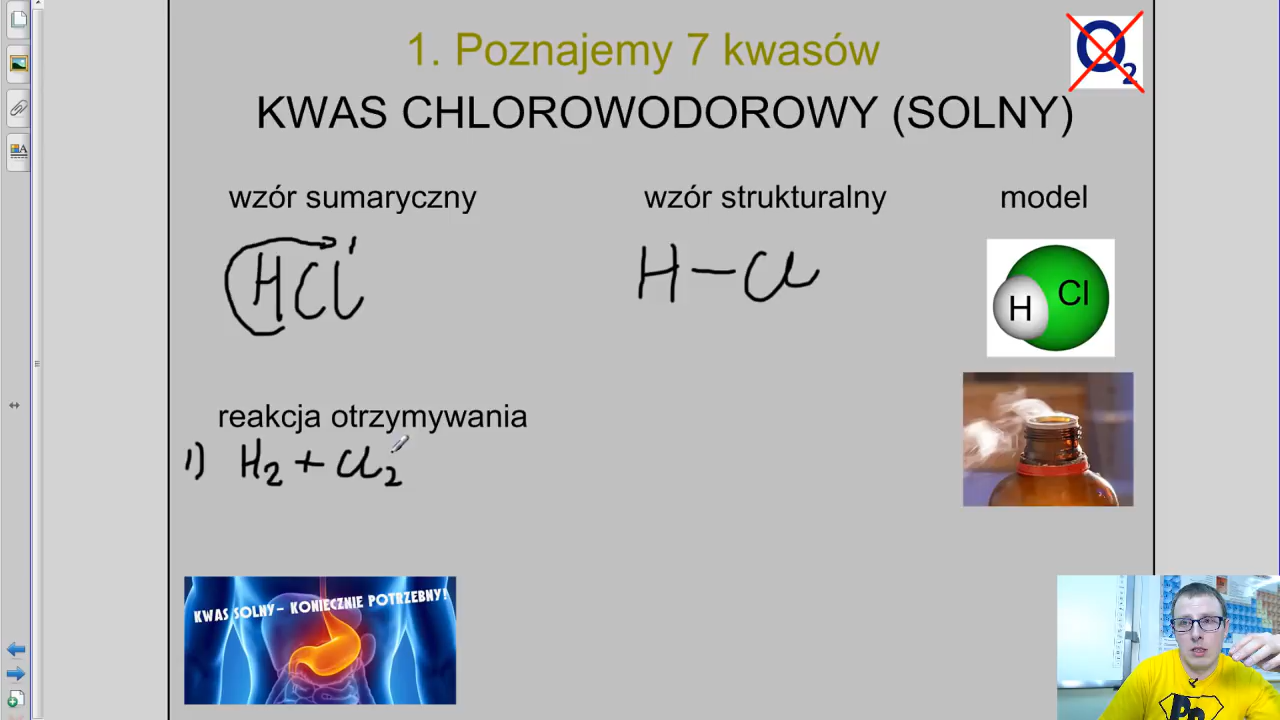 1. Poznajemy 7 kwasów
O2
KWAS CHLOROWODOROWY (SOLNY)
wzór sumaryczny
wzór strukturalny
model
HCl
H-Cl
H Cl
reakcja otrzymywania
1) H2 + Cl2
KWAS SOLNY- KONIECZNIE POTRZEBNY!